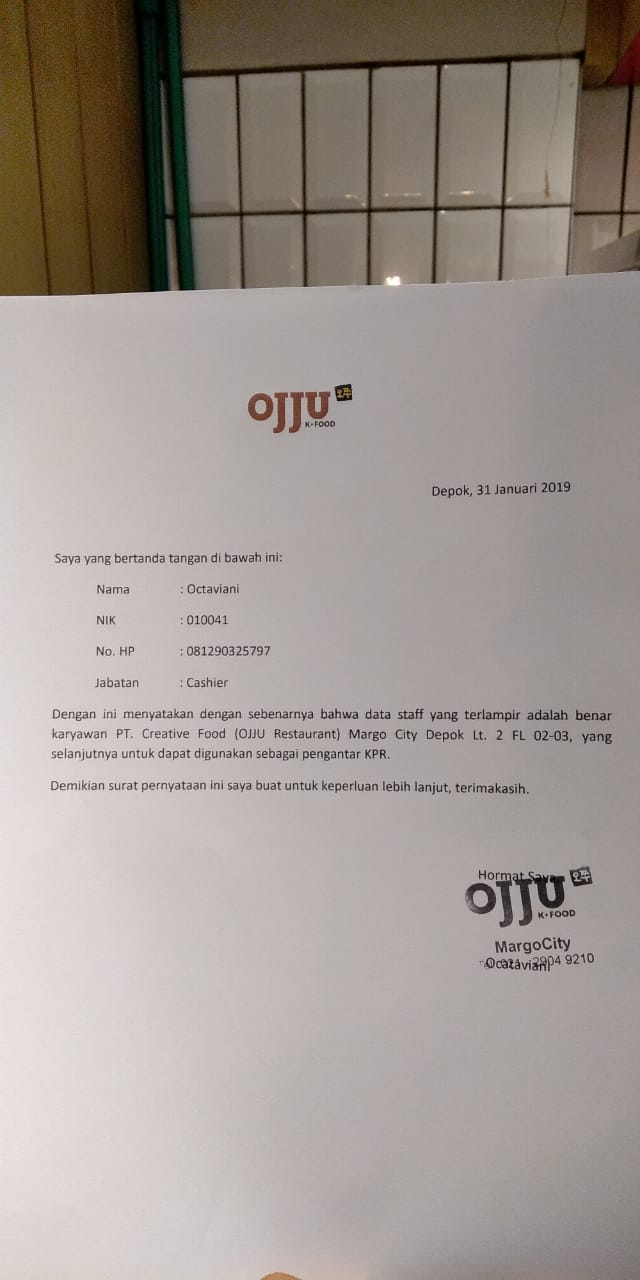 OJJU 오쭈
K-FOOD
Depok, 31 Januari 2019
Saya yang bertanda tangan di bawah ini:
Nama : Octaviani
NIK : 010041
No. HP : 081290325797
Jabatan : Cashier
Dengan ini menyatakan dengan sebenarnya bahwa data staff yang terlampir adalah benar
karyawan PT. Creative Food (OJJU Restaurant) Margo City Depok Lt. 2 FL 02-03, yang
selanjutnya untuk dapat digunakan sebagai pengantar KPR.
Demikian surat pernyataan ini saya buat untuk keperluan lebih lanjut, terimakasih.
Hormat Saya
OJJU 오쭈
K-FOOD
MargoCity
Ocataviani
2904 9210